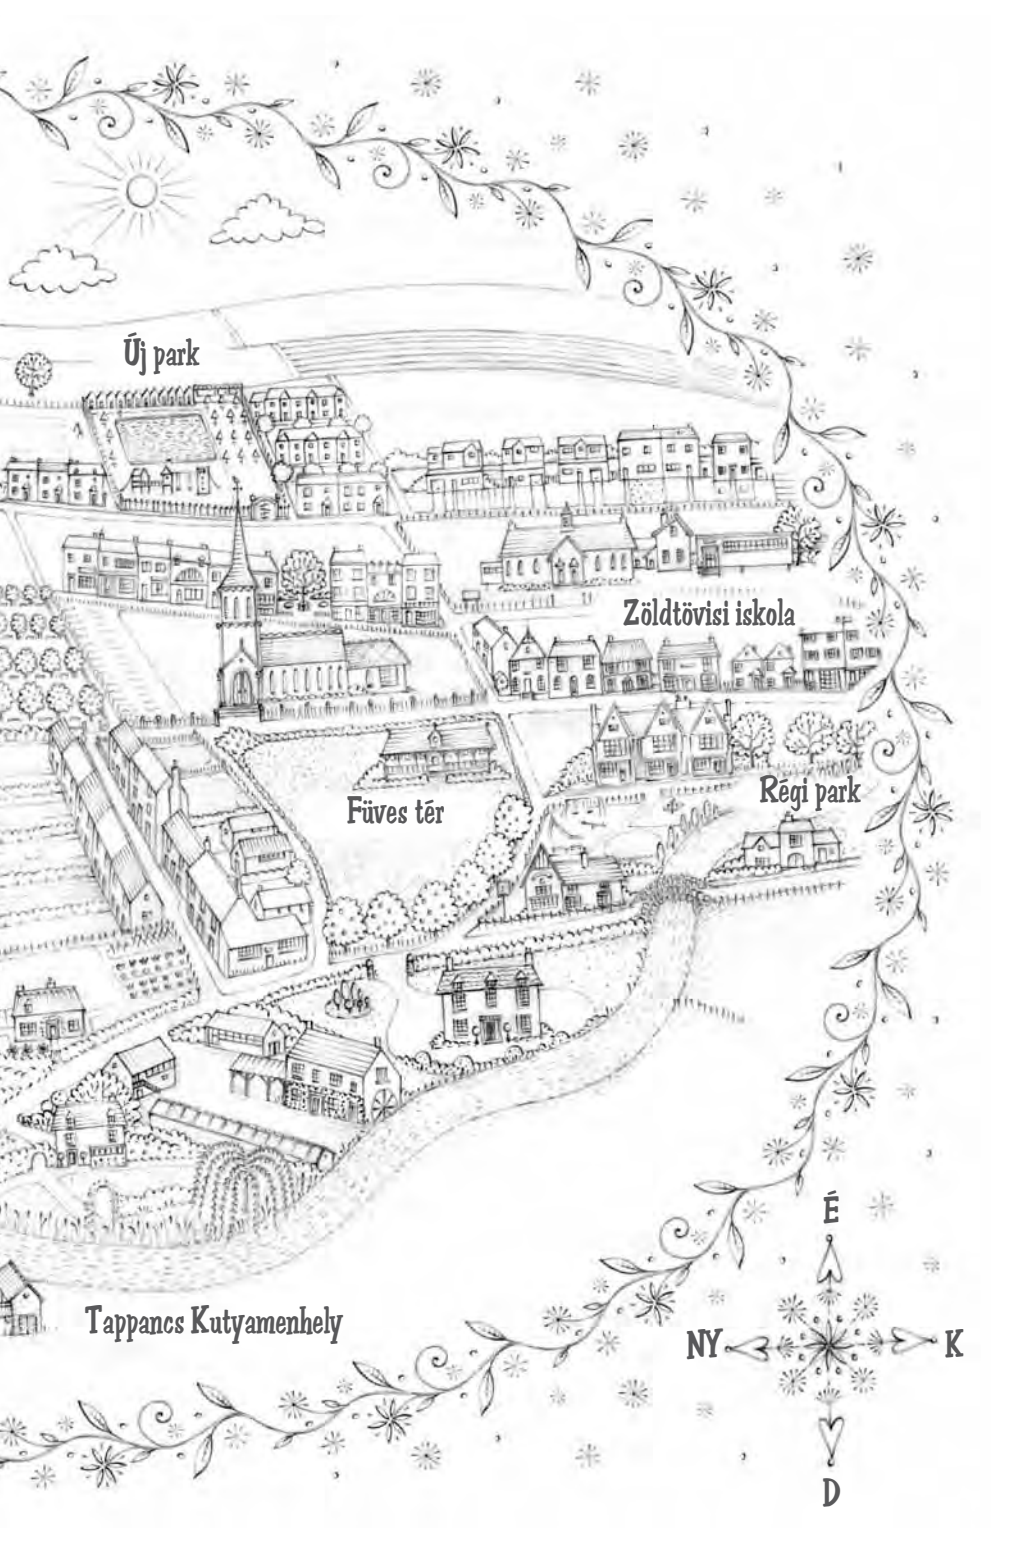 Új park
Zöldtövisi iskola
Régi park
Füves tér
É
Tappancs Kutyamenhely
NY
K
D